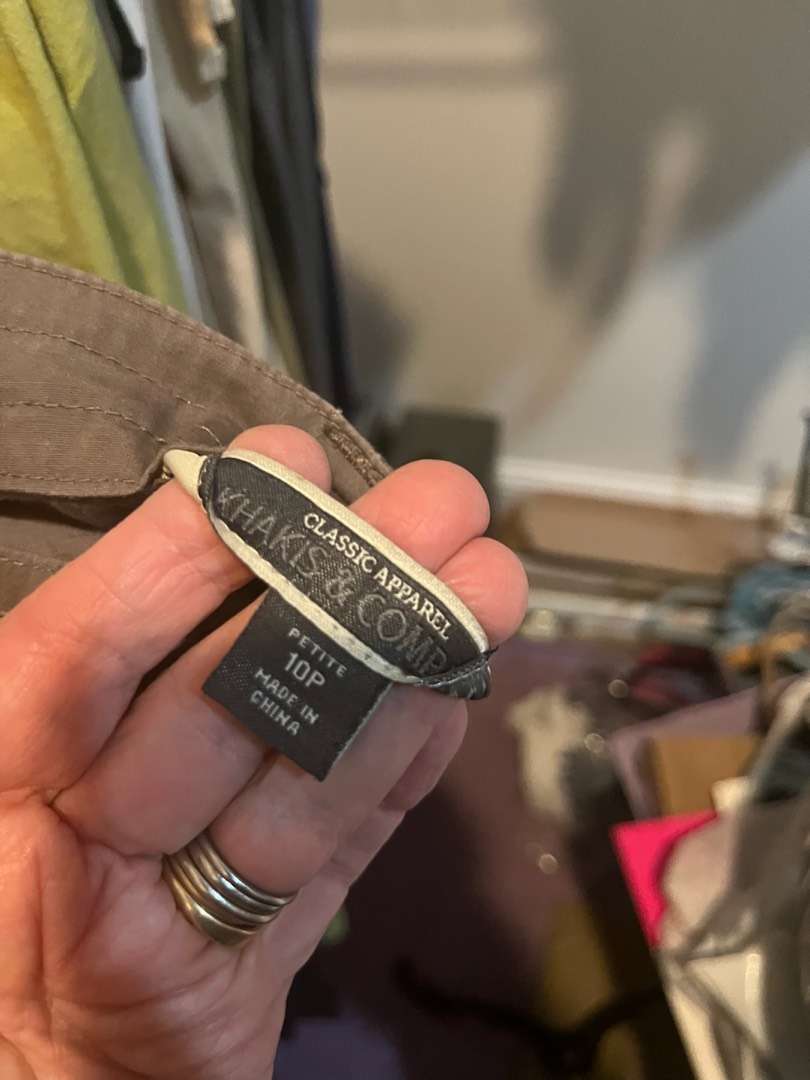 CLASSIC APPAREL
KHAKIS & COMP
PETITE
10P
MADE IN
CHINA